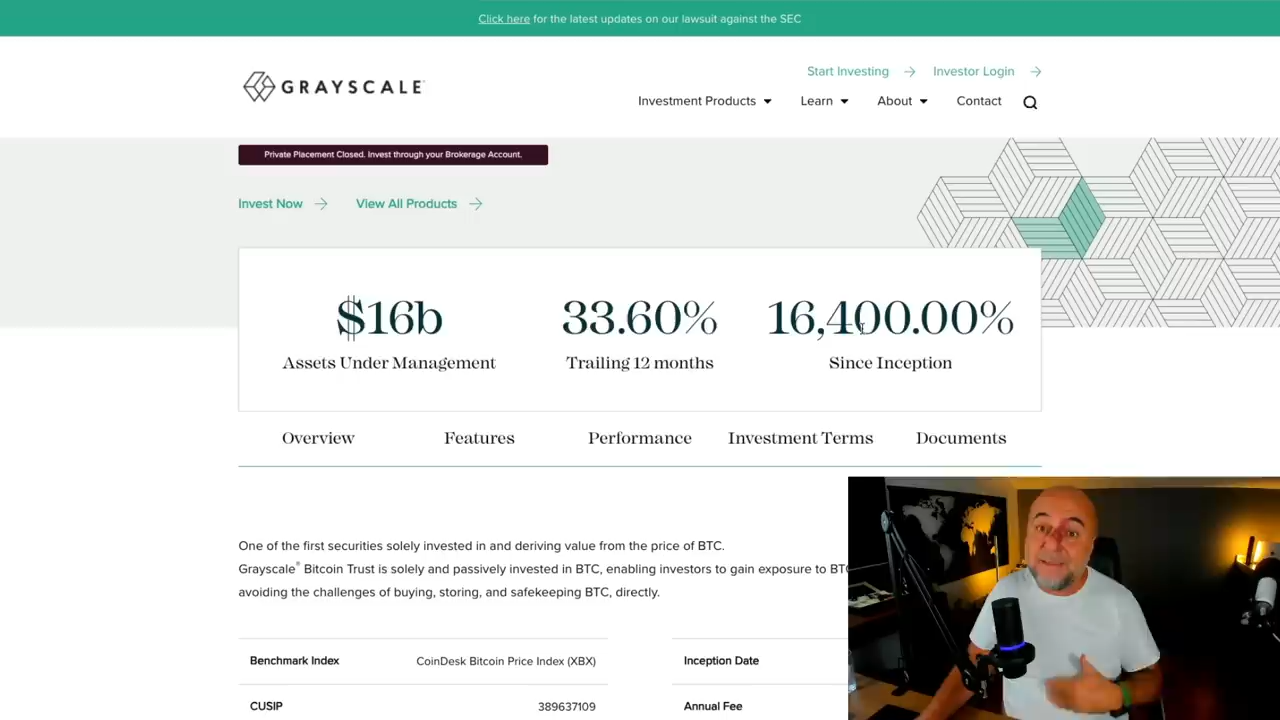 Click here for the latest updates on our lawsuit against the SEC
GRAYSCALE
Start Investing
Investor Login
Investment Products
Learn
About
Contact
Private Placement Closed. Invest through your Brokerage Account.
Invest Now
View All Products
$16b
33.60%
16,400.00%
Assets Under Management
Trailing 12 months
Since Inception
Overview
Features
Performance
Investment Terms
Documents
One of the first securities solely invested in and deriving value from the price of BTC.
Grayscale® Bitcoin Trust is solely and passively invested in BTC, enabling investors to gain exposure to BTC
avoiding the challenges of buying, storing, and safekeeping BTC, directly.
Benchmark Index
CoinDesk Bitcoin Price Index (XBX)
Inception Date
CUSIP
389637109
Annual Fee